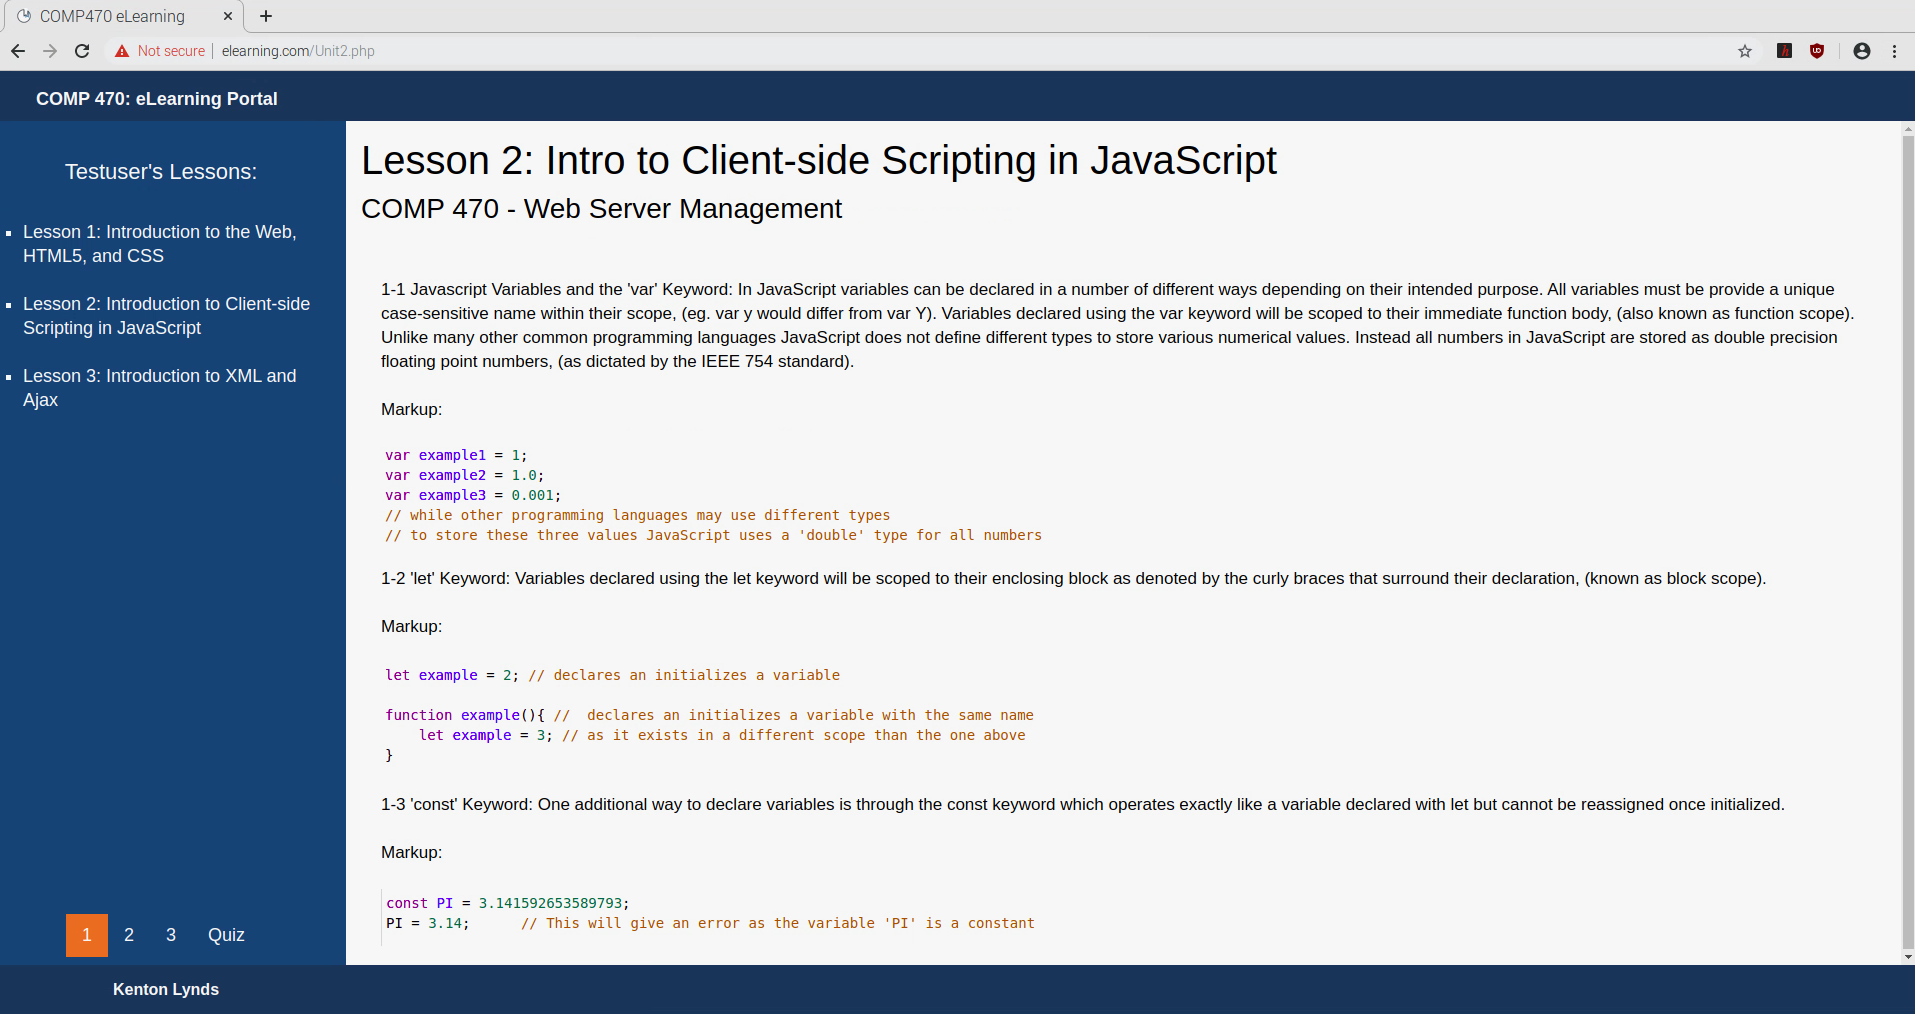 COMP470 eLearning
Not secure | elearning.com/Unit2.php
COMP 470: eLearning Portal
Testuser's Lessons:
Lesson 1: Introduction to the Web,
HTML5, and CSS
Lesson 2: Introduction to Client-side
Scripting in JavaScript
Lesson 3: Introduction to XML and
Ajax
1 2 3 Quiz
Lesson 2: Intro to Client-side Scripting in JavaScript
COMP 470 - Web Server Management
1-1 Javascript Variables and the 'var' Keyword: In JavaScript variables can be declared in a number of different ways depending on their intended purpose. All variables must be provide a unique
case-sensitive name within their scope, (eg. var y would differ from var Y). Variables declared using the var keyword will be scoped to their immediate function body, (also known as function scope).
Unlike many other common programming languages JavaScript does not define different types to store various numerical values. Instead all numbers in JavaScript are stored as double precision
floating point numbers, (as dictated by the IEEE 754 standard).
Markup:
var example1 = 1;
var example2 = 1.0;
var example3 = 0.001;
// while other programming languages may use different types
// to store these three values JavaScript uses a 'double' type for all numbers
1-2 'let' Keyword: Variables declared using the let keyword will be scoped to their enclosing block as denoted by the curly braces that surround their declaration, (known as block scope).
Markup:
let example = 2; // declares an initializes a variable
function example(){ //  declares an initializes a variable with the same name
    let example = 3; // as it exists in a different scope than the one above
}
1-3 'const' Keyword: One additional way to declare variables is through the const keyword which operates exactly like a variable declared with let but cannot be reassigned once initialized.
Markup:
const PI = 3.141592653589793;
PI = 3.14;      // This will give an error as the variable 'PI' is a constant
Kenton Lynds